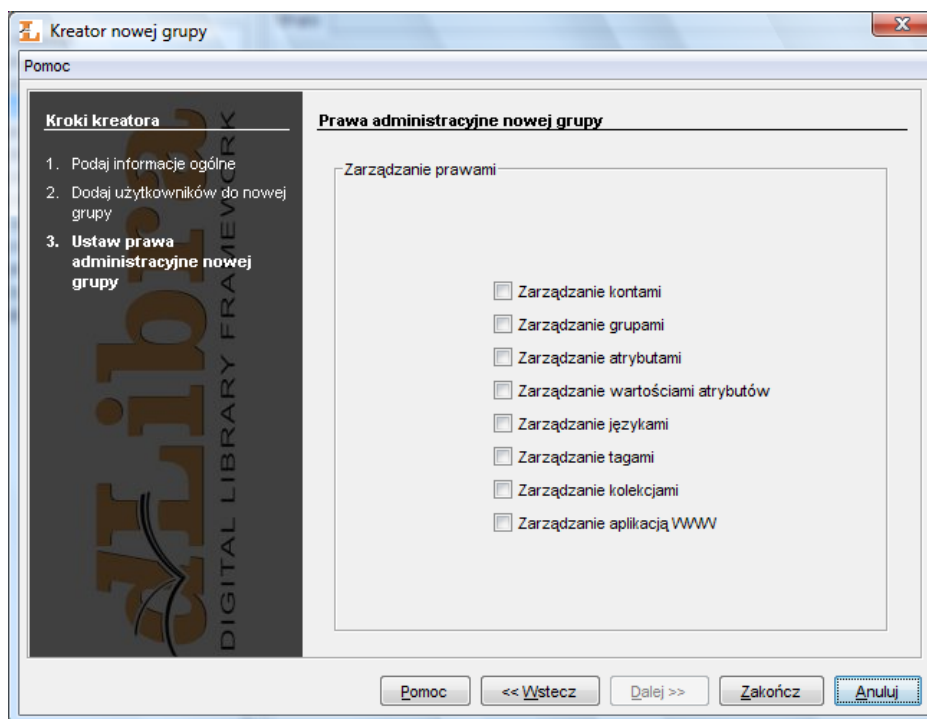 Kreator nowej grupy
Pomoc
Kroki kreatora
1. Podaj informacje ogólne
2. Dodaj użytkowników do nowej
grupy
3. Ustaw prawa
administracyjne nowej
grupy
dLibra
DIGITAL LIBRARY FRAMEWORK
Prawa administracyjne nowej grupy
Zarządzanie prawami
Zarządzanie kontami
Zarządzanie grupami
Zarządzanie atrybutami
Zarządzanie wartościami atrybutów
Zarządzanie językami
Zarządzanie tagami
Zarządzanie kolekcjami
Zarządzanie aplikacją WWW
Pomoc
<< Wstecz
Dalej >>
Zakończ
Anuluj